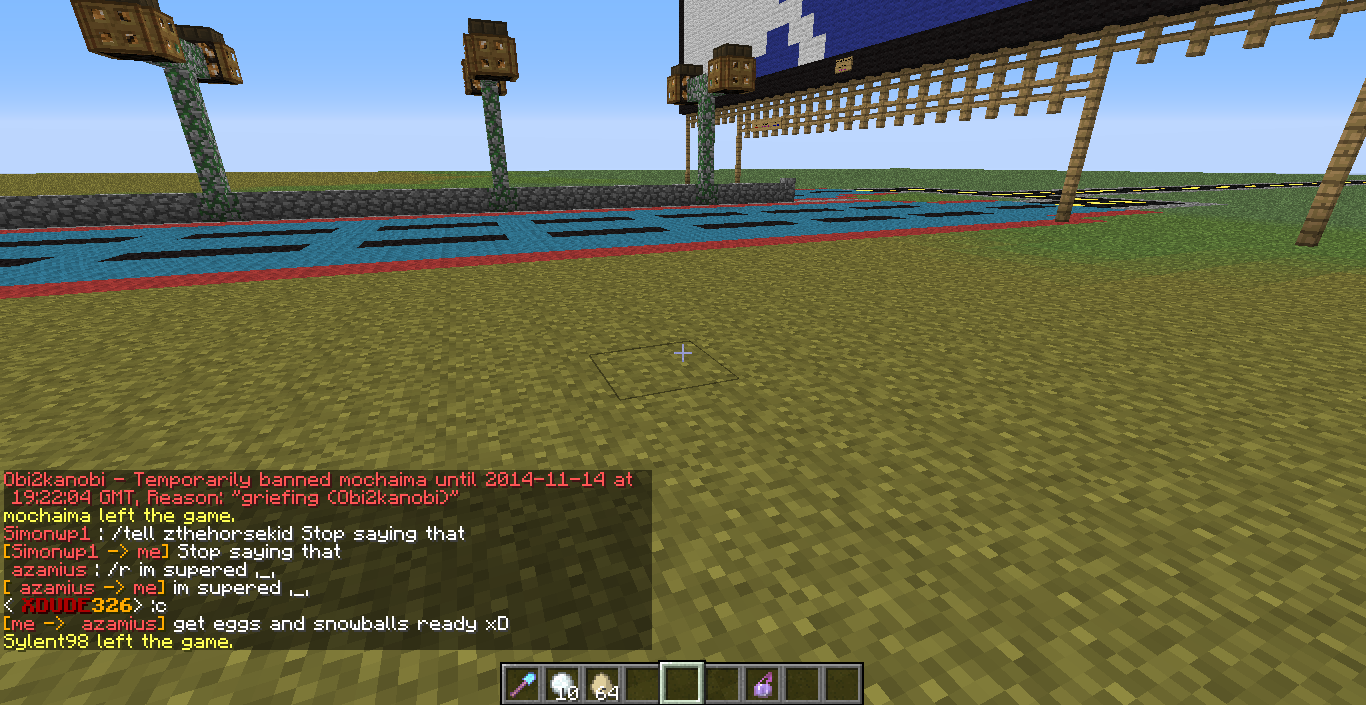 Obi2kanobi - Temporarily banned mochaima until 2014-11-14 at
19:22:04 GMT, Reason: "griefing (Obi2kanobi)"
mochaima left the game.
Simonwp1 : /tell zthehorsekid Stop saying that
[Simonwp1 -> me] Stop saying that
azamius : /r im supered ._.
[ azamius -> me] im supered ._.
< XDUDE326> :c
[me -> azamius] get eggs and snowballs ready xD
Sylent98 left the game.
10 64